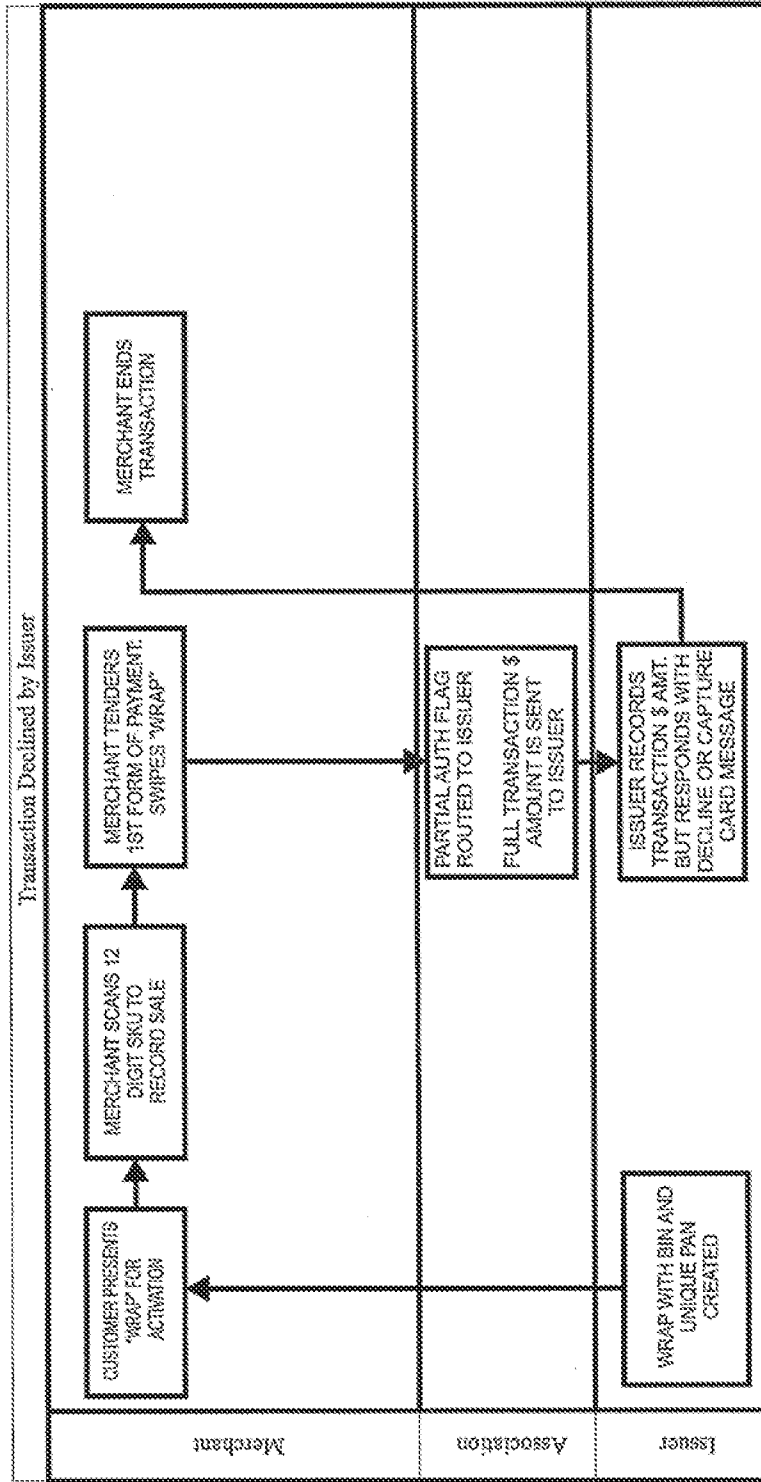 Transaction Declined by Issuer
Merchant
CUSTOMER PRESENTS
"WRAP" FOR
ACTIVATION
MERCHANT SCANS 12
DIGIT SKU TO
RECORD SALE
MERCHANT TENDERS
1ST FORM OF PAYMENT:
SWIPES "WRAP"
MERCHANT ENDS
TRANSACTION
Association
PARTIAL AUTH FLAG
ROUTED TO ISSUER
FULL TRANSACTION $
AMOUNT IS SENT
TO ISSUER
Issuer
WRAP WITH BIN AND
UNIQUE PAN
CREATED
ISSUER RECORDS
TRANSACTION $ AMT.
BUT RESPONDS WITH
DECLINE OR CAPTURE
CARD MESSAGE